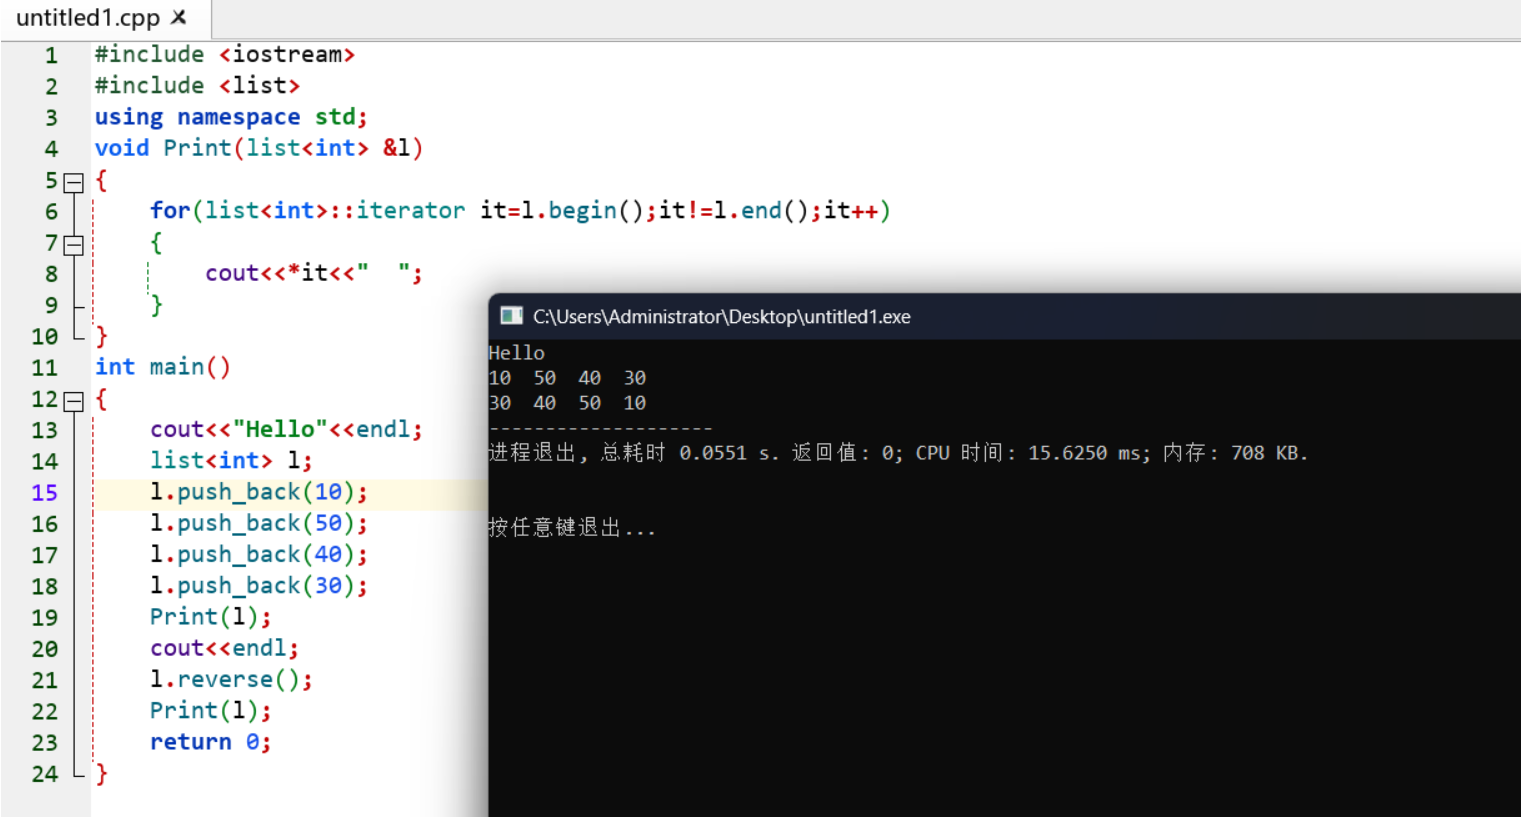 untitled1.cpp
1 #include <iostream>
2 #include <list>
3 using namespace std;
4 void Print(list<int> &l)
5 {
6     for(list<int>::iterator it=l.begin();it!=l.end();it++)
7     {
8         cout<<*it<<"  ";
9     }
10 }
11 int main()
12 {
13     cout<<"Hello"<<endl;
14     list<int> l;
15     l.push_back(10);
16     l.push_back(50);
17     l.push_back(40);
18     l.push_back(30);
19     Print(l);
20     cout<<endl;
21     l.reverse();
22     Print(l);
23     return 0;
24 }
C:\Users\Administrator\Desktop\untitled1.exe
Hello
10  50  40  30
30  40  50  10
--------------------
进程退出, 总耗时 0.0551 s. 返回值: 0; CPU 时间: 15.6250 ms; 内存: 708 KB.
按任意键退出...